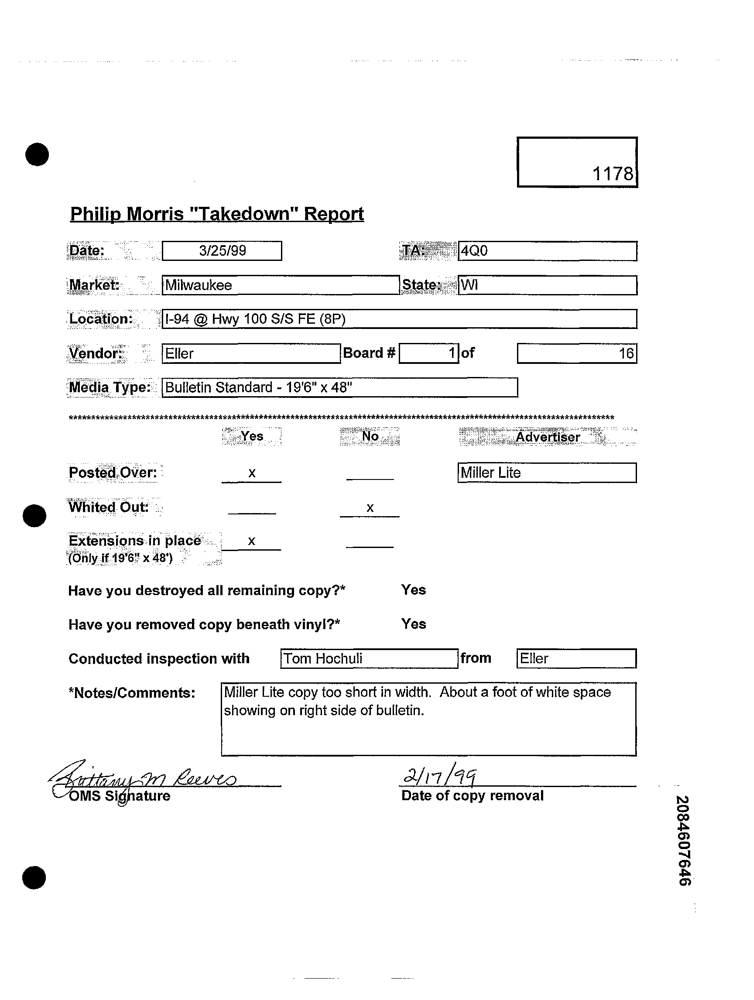 1178
Philip Morris "Takedown" Report
Date: 3/25/99 TA: 4Q0
Market: Milwaukee State: WI
Location: I-94 @ Hwy 100 S/S FE (8P)
Vendor: Eller Board # 1 of 16
Media Type: Bulletin Standard - 19'6" x 48"
********************************************************************************
Yes No Advertiser
Posted Over: x Miller Lite
Whited Out: x
Extensions in place x
(Only if 19'6" x 48')
Have you destroyed all remaining copy?* Yes
Have you removed copy beneath vinyl?* Yes
Conducted inspection with Tom Hochuli from Eller
*Notes/Comments: Miller Lite copy too short in width. About a foot of white space
showing on right side of bulletin.
Brittany M Reeves 2/17/99
OMS Signature Date of copy removal
2084607646